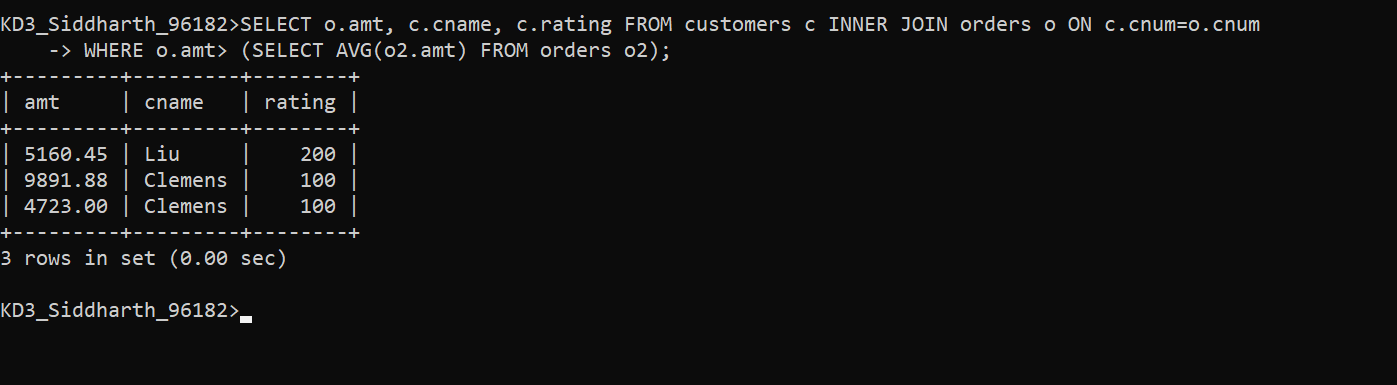 KD3_Siddharth_96182>SELECT o.amt, c.cname, c.rating FROM customers c INNER JOIN orders o ON c.cnum=o.cnum
    -> WHERE o.amt> (SELECT AVG(o2.amt) FROM orders o2);
+---------+---------+--------+
| amt     | cname   | rating |
+---------+---------+--------+
| 5160.45 | Liu     |    200 |
| 9891.88 | Clemens |    100 |
| 4723.00 | Clemens |    100 |
+---------+---------+--------+
3 rows in set (0.00 sec)

KD3_Siddharth_96182>